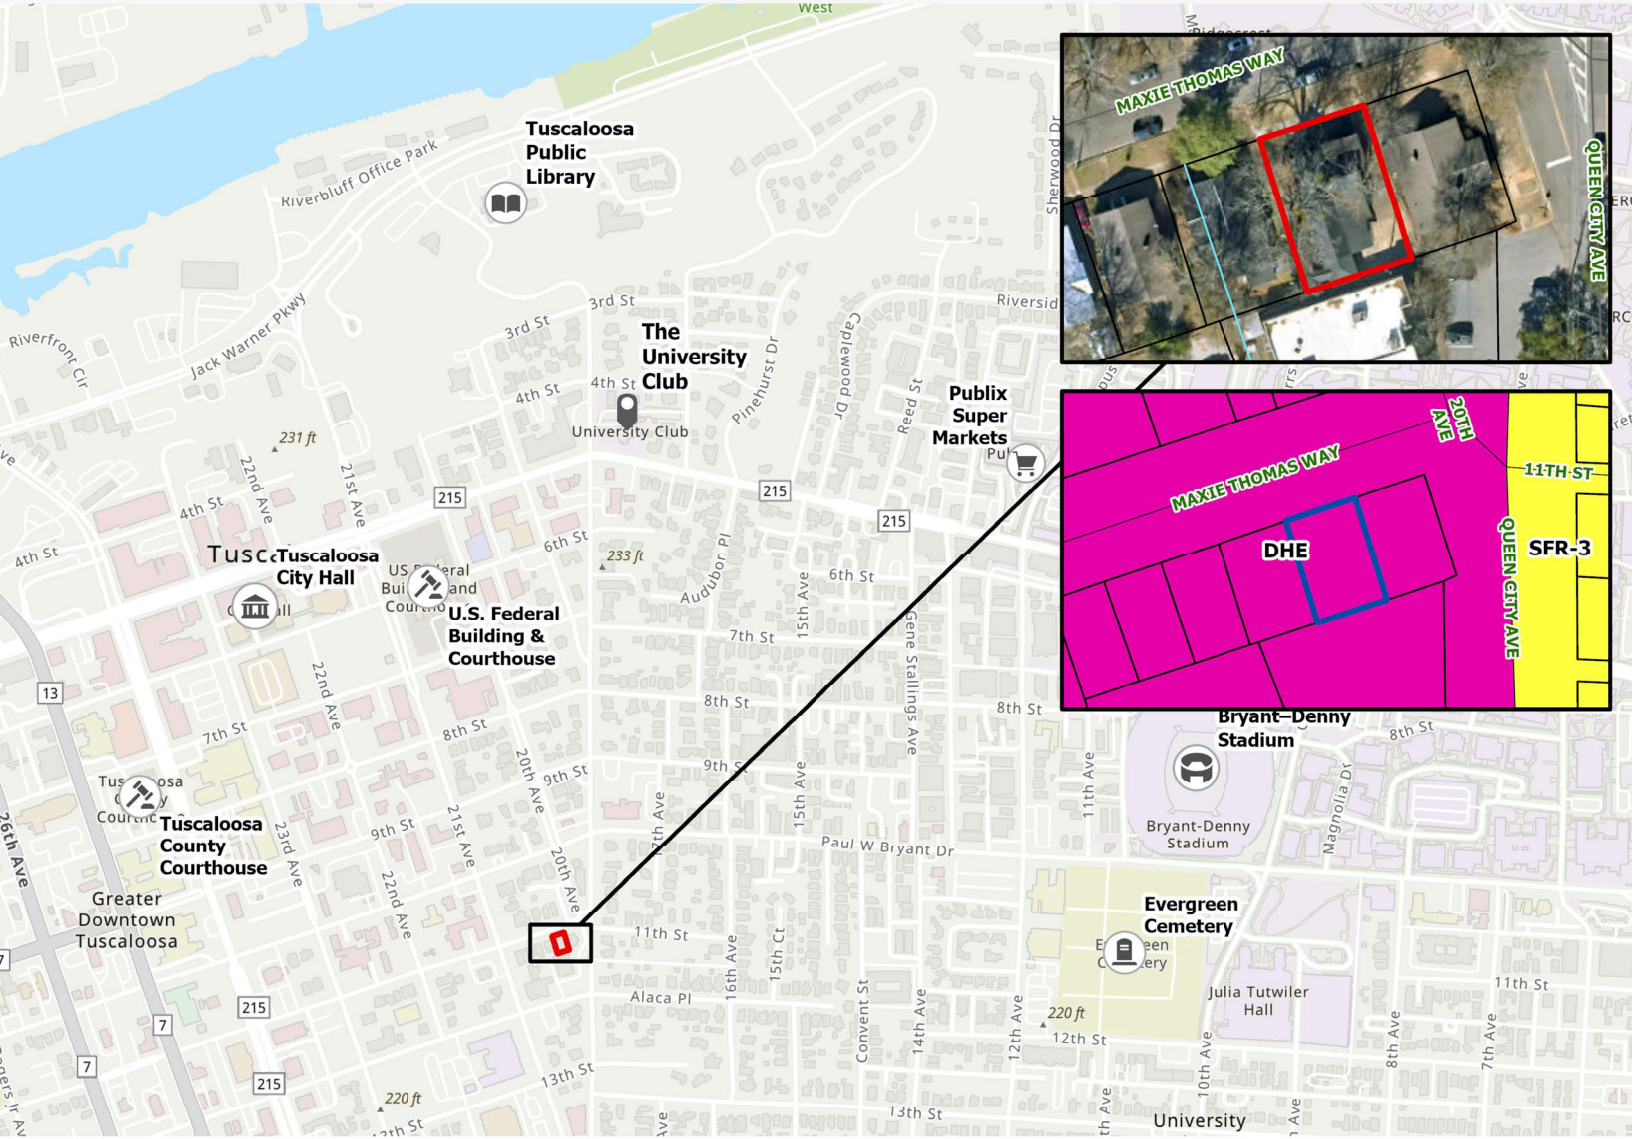 West
Ridgecrest
MAXIE THOMAS WAY
QUEEN CITY AVE
Tuscaloosa
Public
Library
Riverbluff Office Park
Sherwood Dr
Jack Warner Pkwy
Riverfront Cir
3rd St
3rd St
Riversid
The
University
Club
4th St
4th St
University Club
Pinehurst Dr
Caplewood Dr
Reed St
Publix
Super
Markets
MAXIE THOMAS WAY
20TH
AVE
11TH ST
QUEEN CITY AVE
DHE
SFR-3
231 ft
22nd Ave
21st Ave
215
215
215
4th St
4th St
6th St
233 ft
6th St
Audubor Pl
15th Ave
Gene Stallings Ave
Tuscaloosa
City Hall
U.S. Federal
Building &
Courthouse
7th St
13
22nd Ave
7th St
8th St
8th St
8th St
8th St
Bryant–Denny
Stadium
Bryant-Denny
Stadium
Magnolia Dr
11th Ave
20th Ave
9th St
9th St
9th St
17th Ave
15th Ave
21st Ave
23rd Ave
26th Ave
Tuscaloosa
County
Courthouse
Paul W Bryant Dr
20th Ave
22nd Ave
Greater
Downtown
Tuscaloosa
11th St
16th Ave
15th Ct
Evergreen
Cemetery
Julia Tutwiler
Hall
11th St
Alaca Pl
Convent St
14th Ave
12th Ave
220 ft
12th St
10th Ave
8th Ave
7th Ave
215
7
7
215
13th St
220 ft
13th St
University